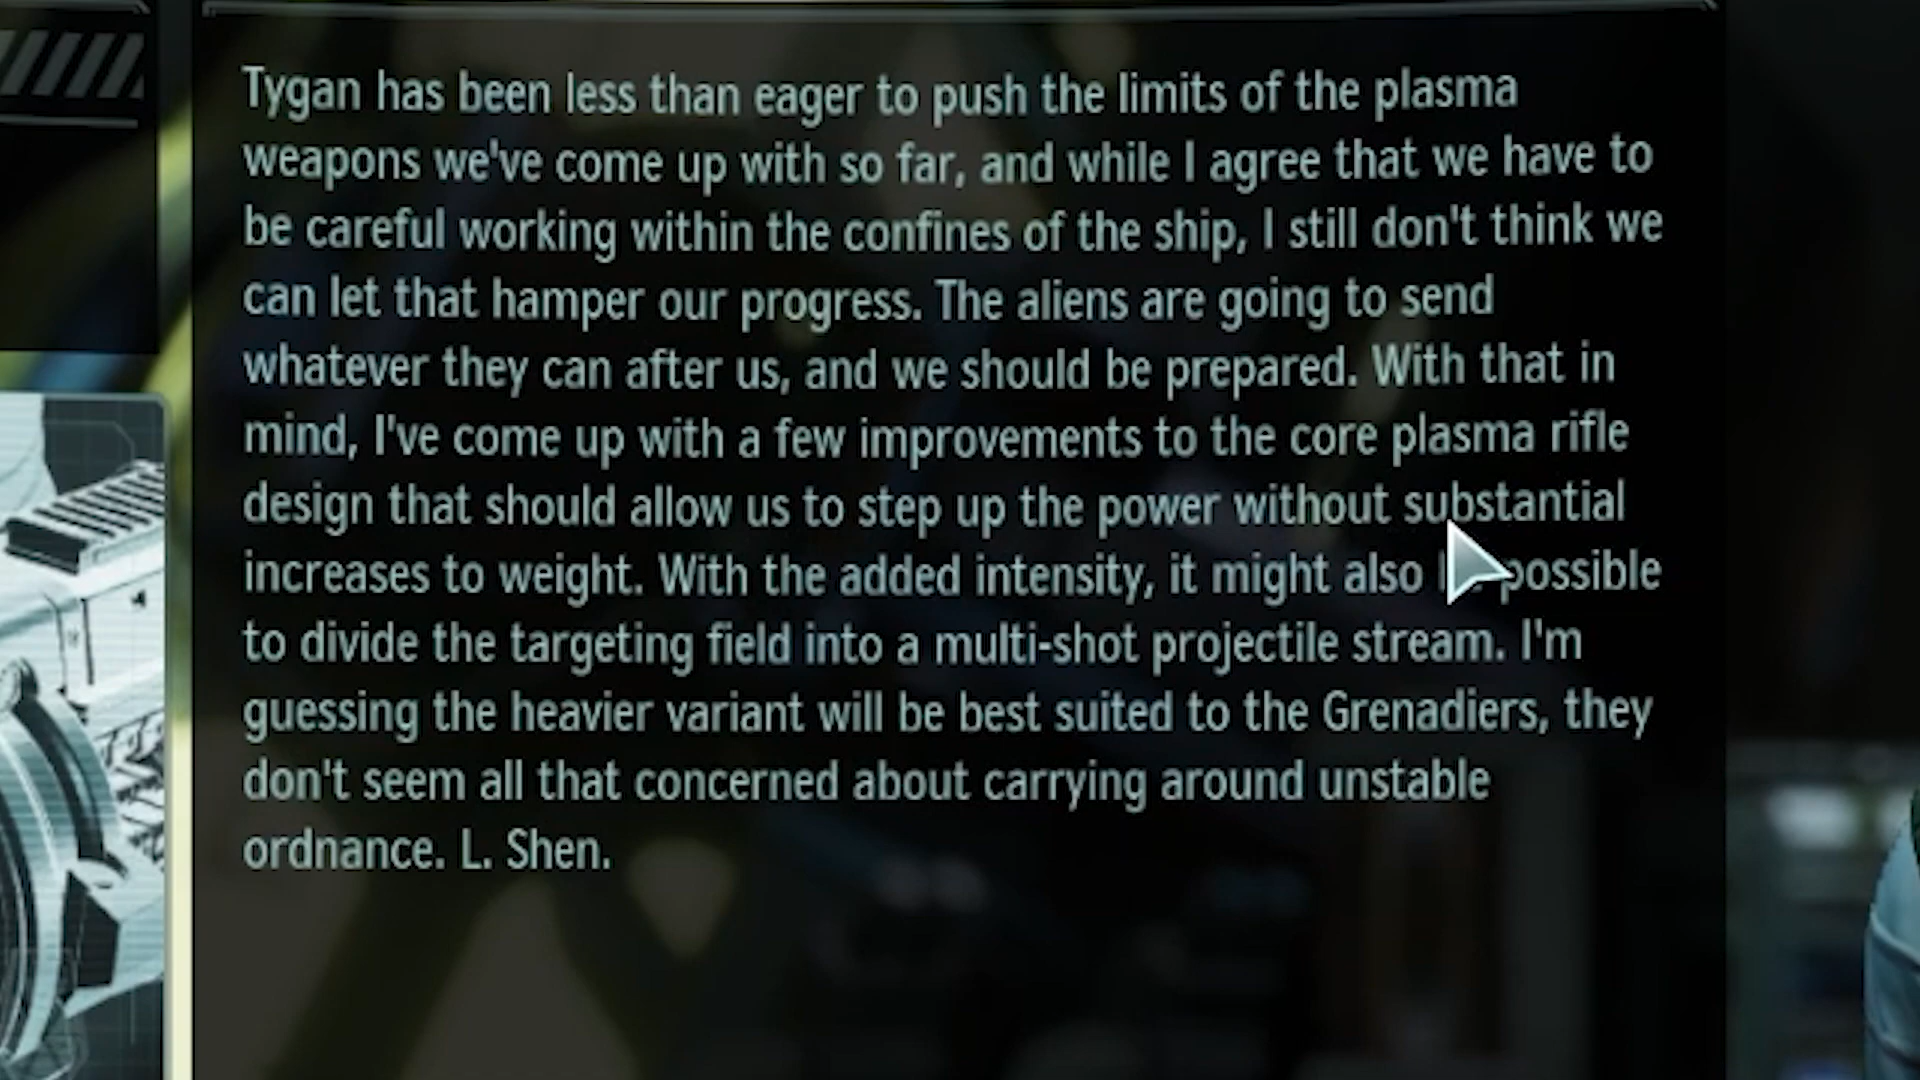 Tygan has been less than eager to push the limits of the plasma
weapons we've come up with so far, and while I agree that we have to
be careful working within the confines of the ship, I still don't think we
can let that hamper our progress. The aliens are going to send
whatever they can after us, and we should be prepared. With that in
mind, I've come up with a few improvements to the core plasma rifle
design that should allow us to step up the power without substantial
increases to weight. With the added intensity, it might also possible
to divide the targeting field into a multi-shot projectile stream. I'm
guessing the heavier variant will be best suited to the Grenadiers, they
don't seem all that concerned about carrying around unstable
ordnance. L. Shen.